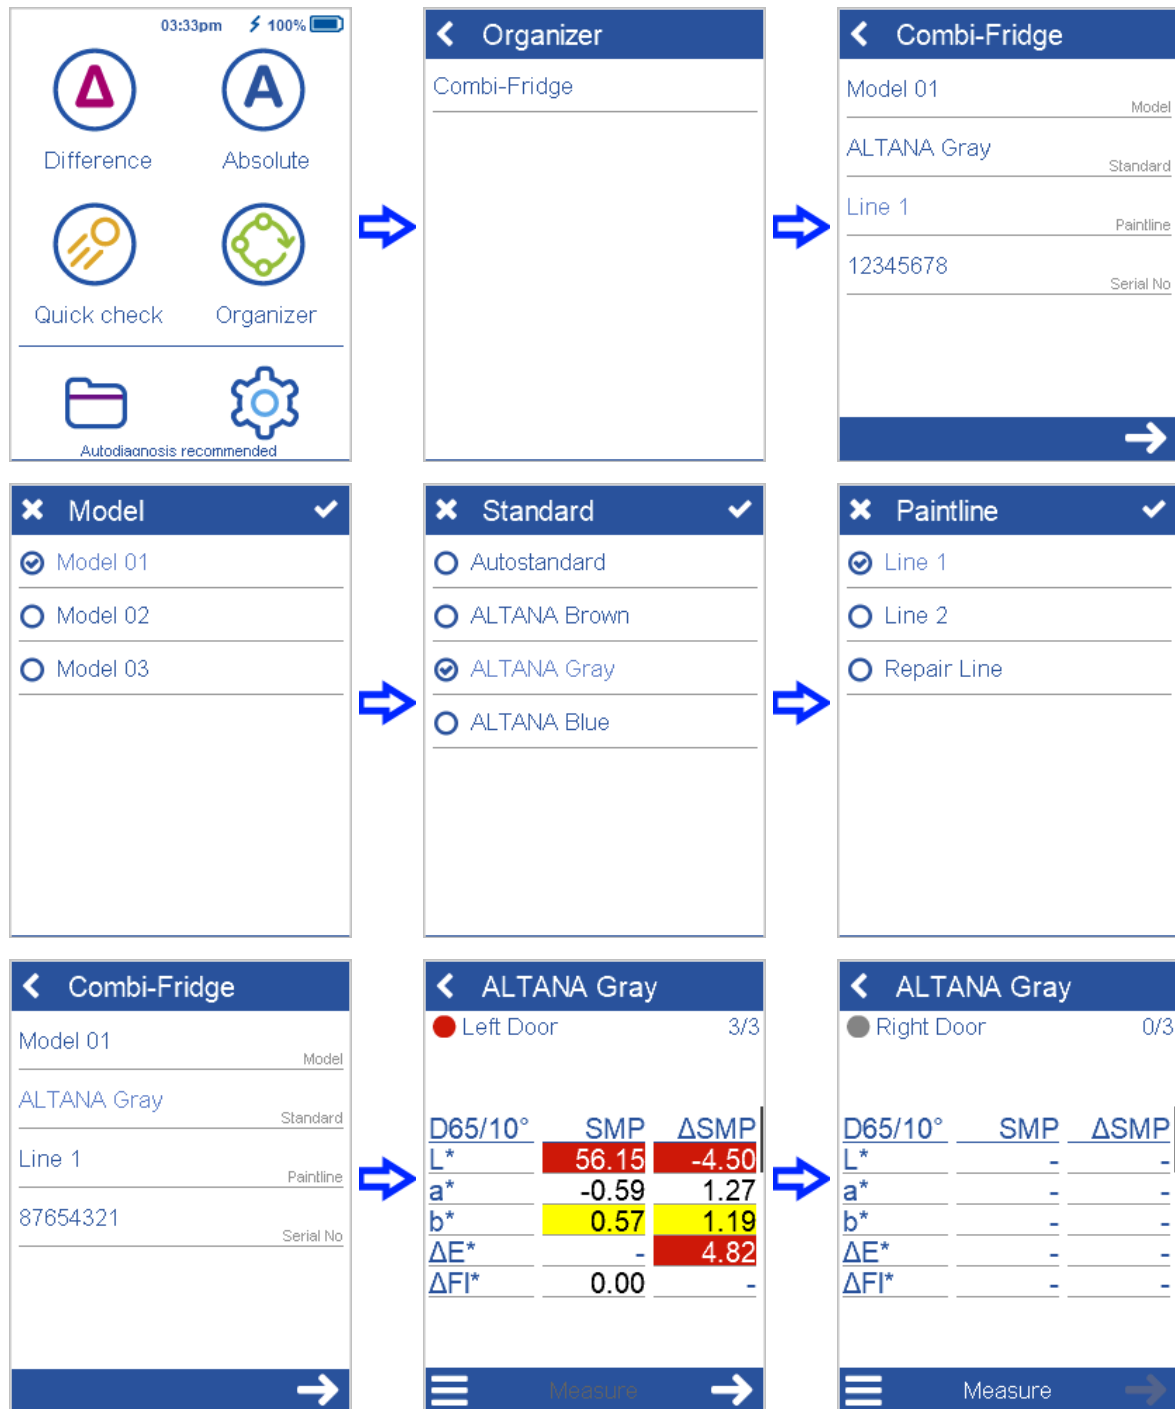 03:33pm 100%
Difference Absolute
Quick check Organizer
Autodiagnosis recommended
Organizer
Combi-Fridge
Combi-Fridge
Model 01
Model
ALTANA Gray
Standard
Line 1
Paintline
12345678
Serial No
Model
Model 01
Model 02
Model 03
Standard
Autostandard
ALTANA Brown
ALTANA Gray
ALTANA Blue
Paintline
Line 1
Line 2
Repair Line
Combi-Fridge
Model 01
Model
ALTANA Gray
Standard
Line 1
Paintline
87654321
Serial No
ALTANA Gray
Left Door 3/3
D65/10° SMP ΔSMP
L* 56.15 -4.50
a* -0.59 1.27
b* 0.57 1.19
ΔE* - 4.82
ΔFl* 0.00 -
Measure
ALTANA Gray
Right Door 0/3
D65/10° SMP ΔSMP
L* - -
a* - -
b* - -
ΔE* - -
ΔFl* - -
Measure